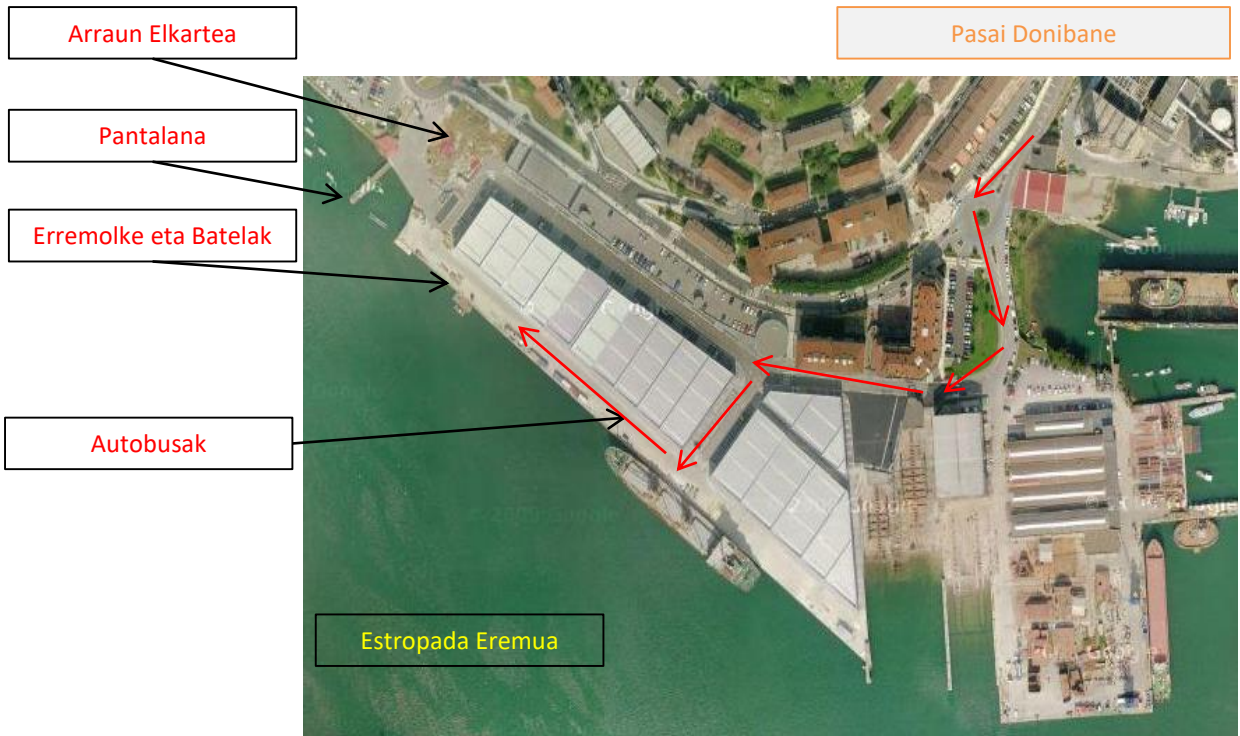 Arraun Elkartea
Pasai Donibane
Pantalana
Erremolke eta Batelak
Autobusak
Estropada Eremua